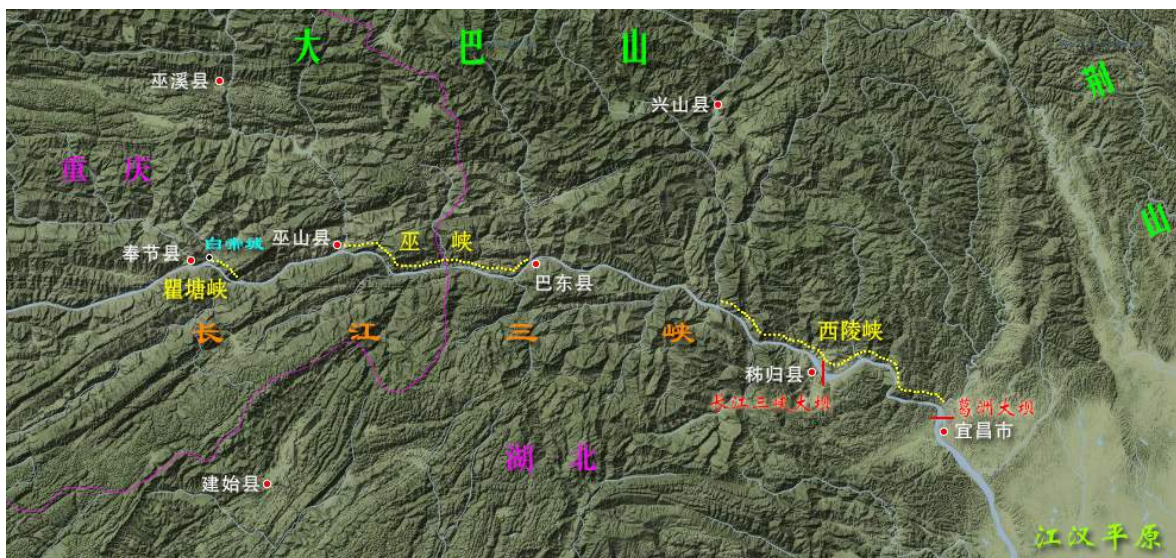 大巴山
荆山
巫溪县
兴山县
重庆
巫山县
巫峡
白帝城
奉节县
瞿塘峡
巴东县
长江三峡
西陵峡
秭归县
长江三峡大坝
葛洲大坝
宜昌市
湖北
建始县
江汉平原